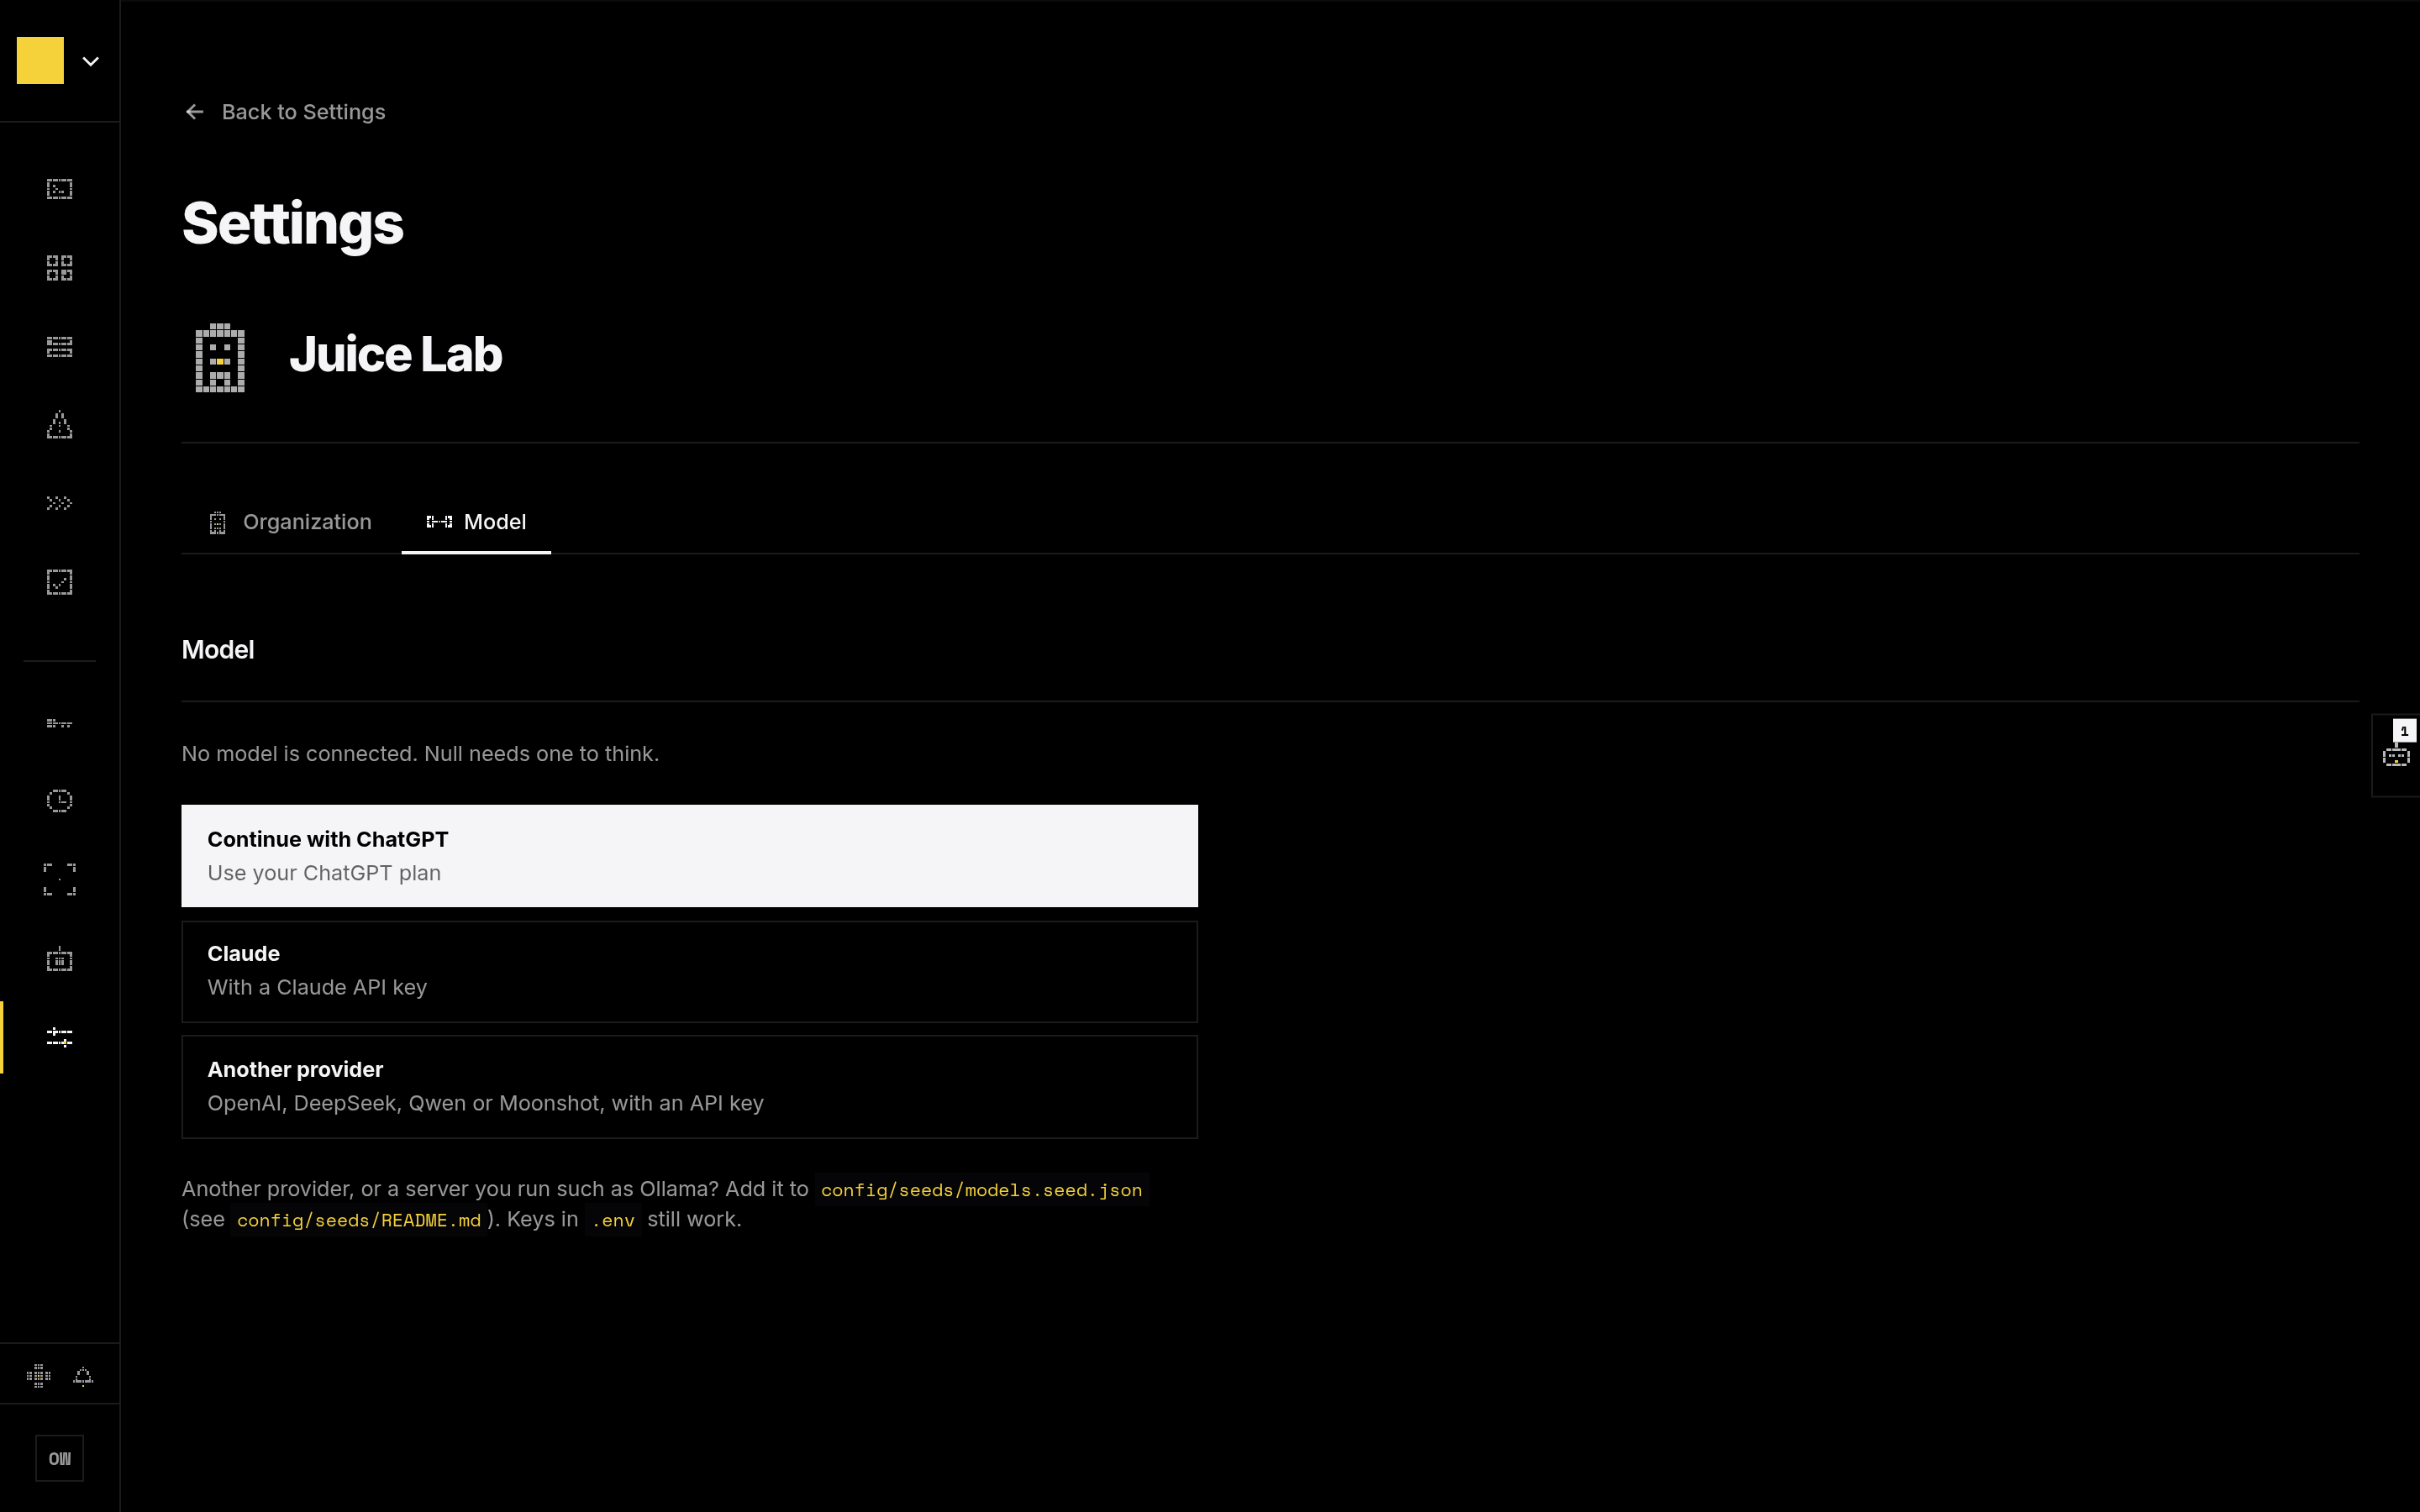 Back to Settings
Settings
Juice Lab
Organization
Model
Model
No model is connected. Null needs one to think.
1
Continue with ChatGPT
Use your ChatGPT plan
Claude
With a Claude API key
Another provider
OpenAI, DeepSeek, Qwen or Moonshot, with an API key
Another provider, or a server you run such as Ollama? Add it to config/seeds/models.seed.json
(see config/seeds/README.md). Keys in .env still work.
OW